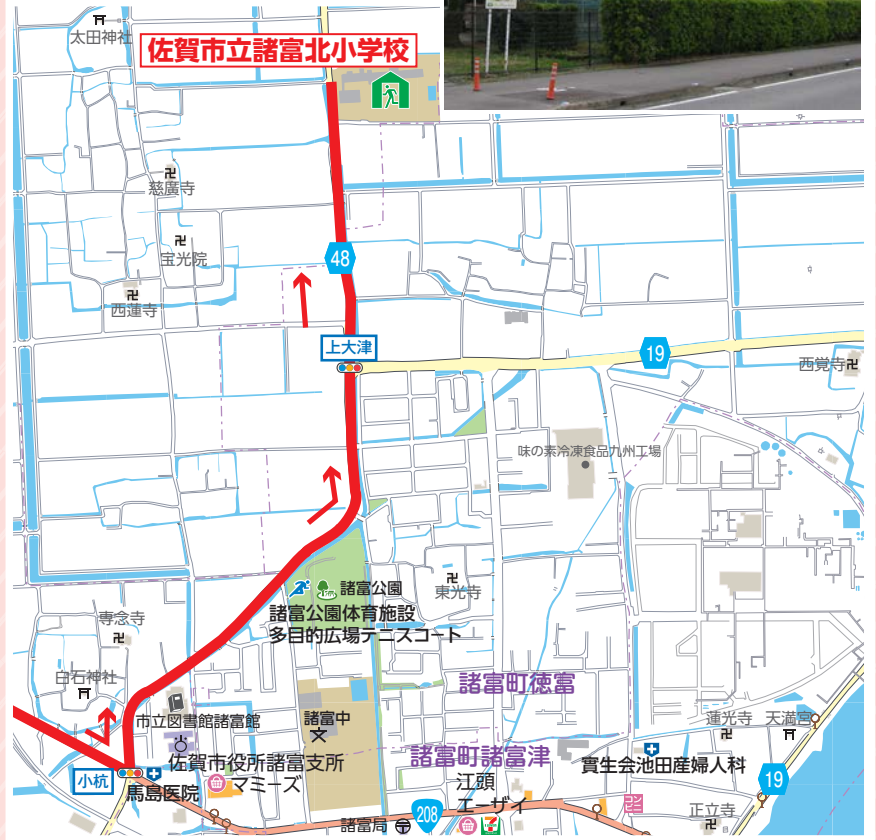 太田神社
佐賀市立諸富北小学校
慈廣寺
宝光院
48
西蓮寺
上大津
19
西覚寺
味の素冷凍食品九州工場
諸富公園
東光寺
諸富公園体育施設
多目的広場テニスコート
専念寺
白石神社
諸富町徳富
市立図書館諸富館
諸富中
文
蓮光寺
天満宮
諸富町諸富津
佐賀市役所諸富支所
實生会池田産婦人科
小杭
馬島医院
マミーズ
江頭
エーザイ
19
コン
ビニ
208
正立寺
諸富局